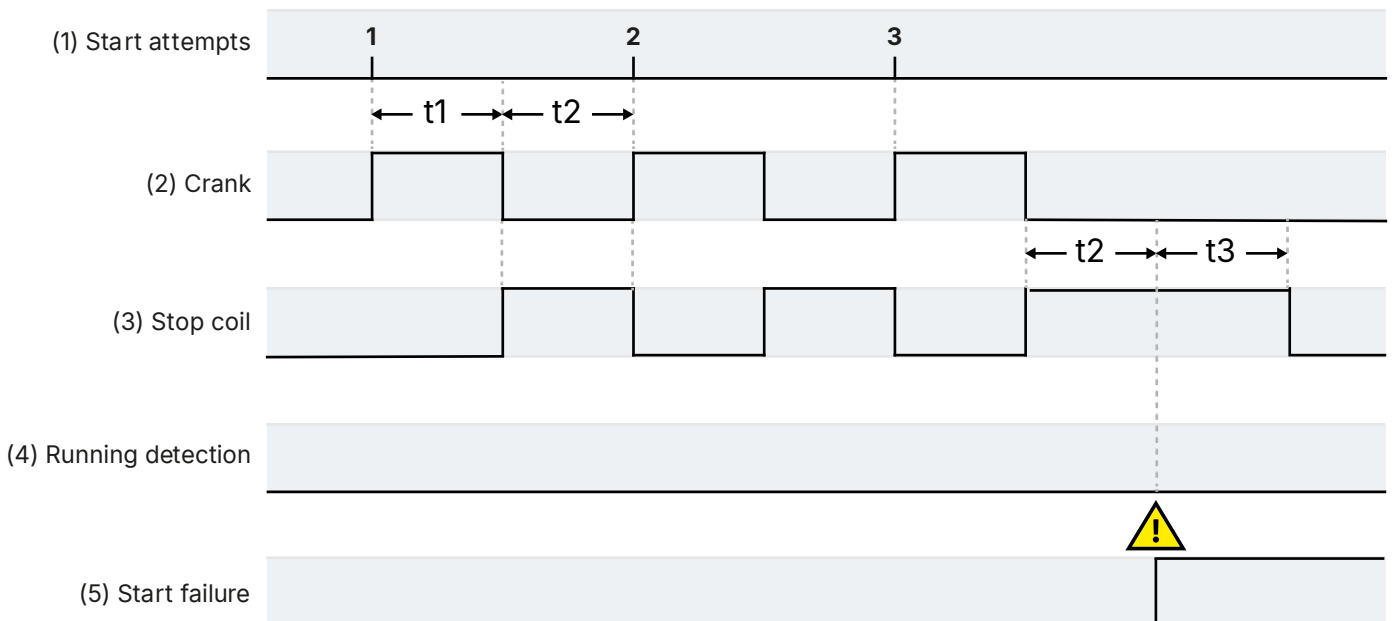 (1) Start attempts
1 2 3
t1 t2
(2) Crank
t2 t3
(3) Stop coil
(4) Running detection
!
(5) Start failure